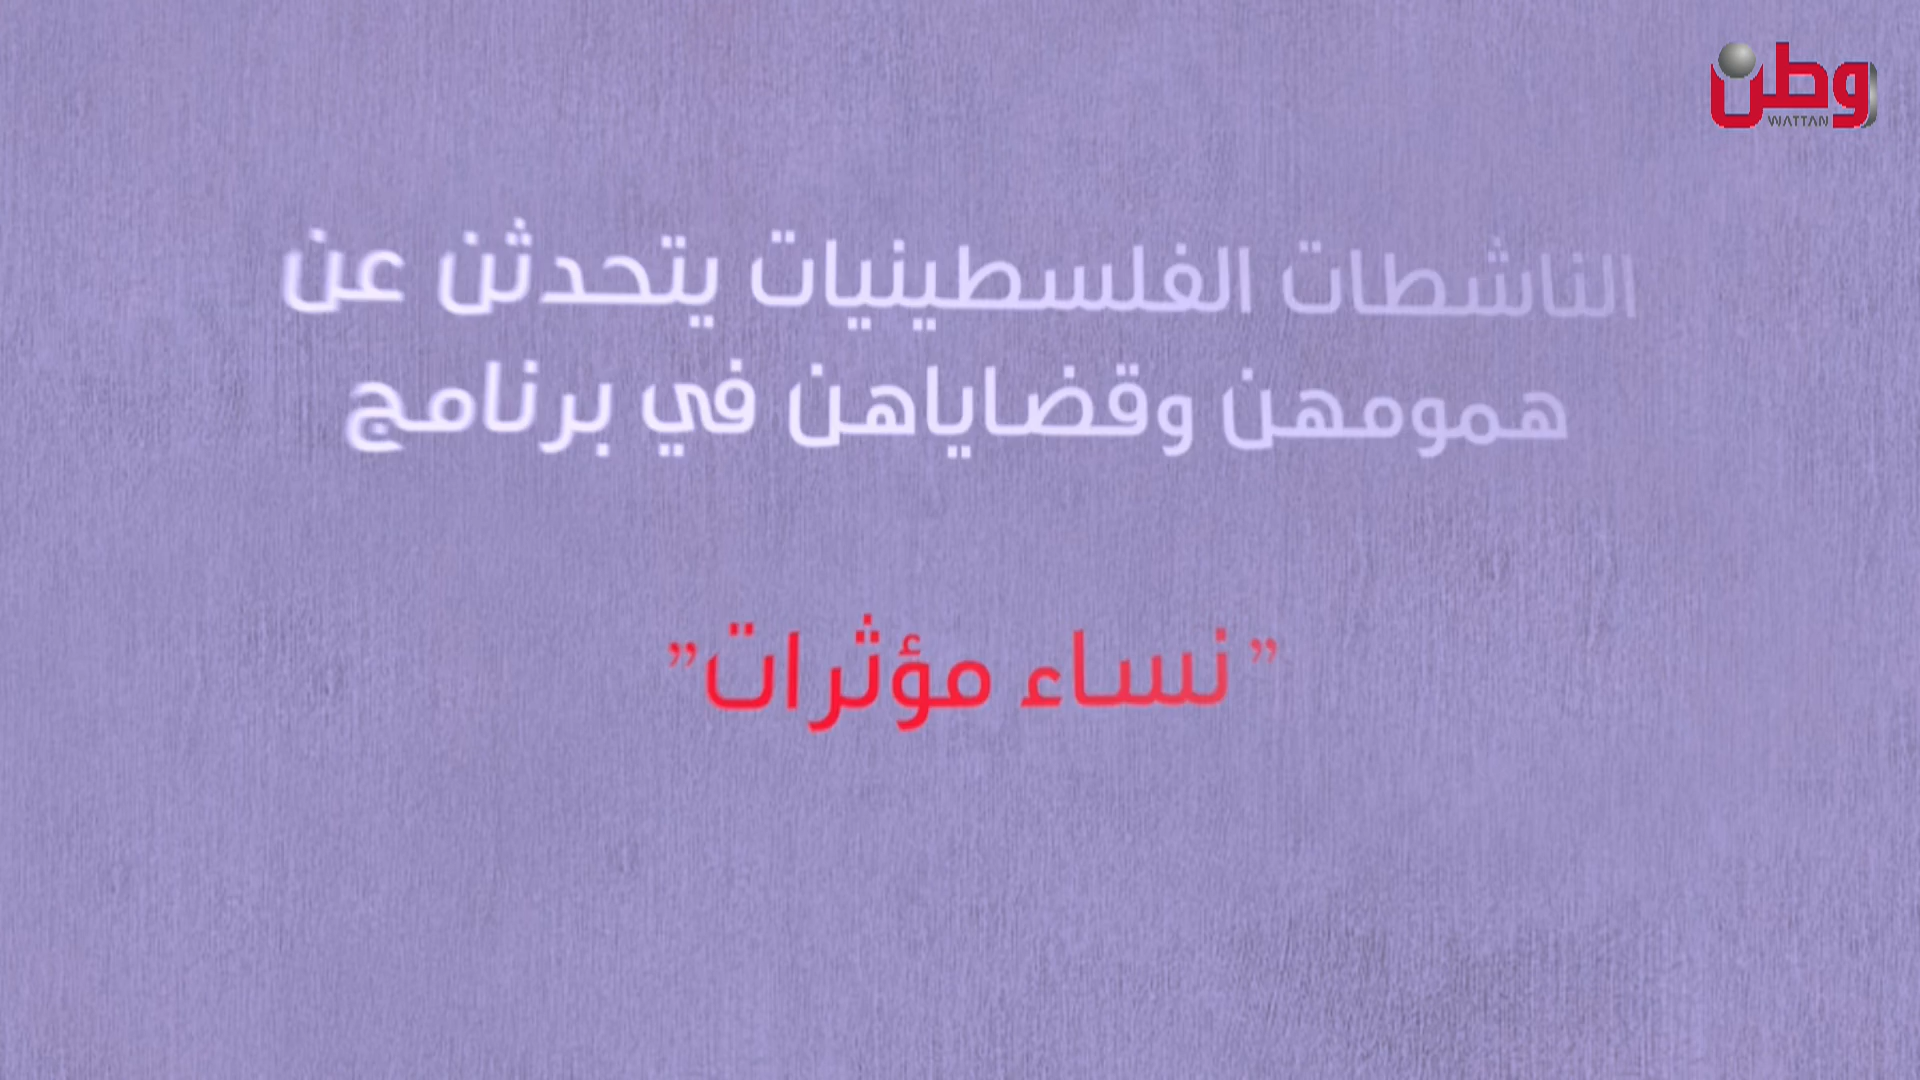 وطن
WATTAN
الناشطات الفلسطينيات يتحدثن عن
همومهن وقضاياهن في برنامج
” نساء مؤثرات”